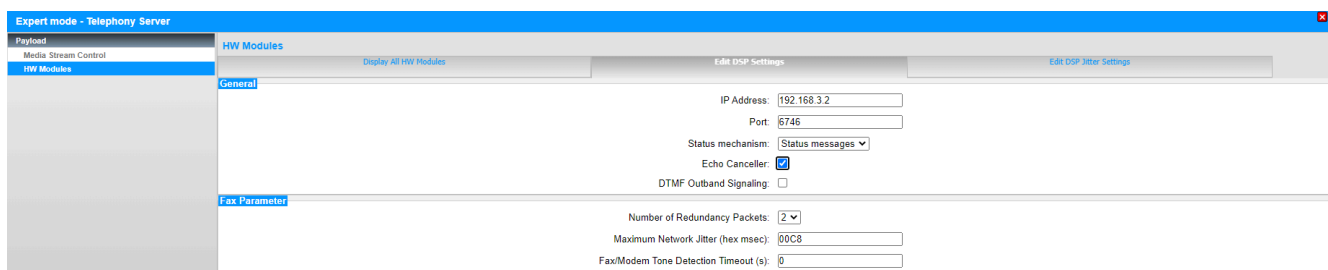 Expert mode - Telephony Server
Payload
Media Stream Control
HW Modules
HW Modules
Display All HW Modules Edit DSP Settings Edit DSP Jitter Settings
General
IP Address: 192.168.3.2
Port: 6746
Status mechanism: Status messages
Echo Canceller:
DTMF Outband Signaling:
Fax Parameter
Number of Redundancy Packets: 2
Maximum Network Jitter (hex msec): 00C8
Fax/Modem Tone Detection Timeout (s): 0